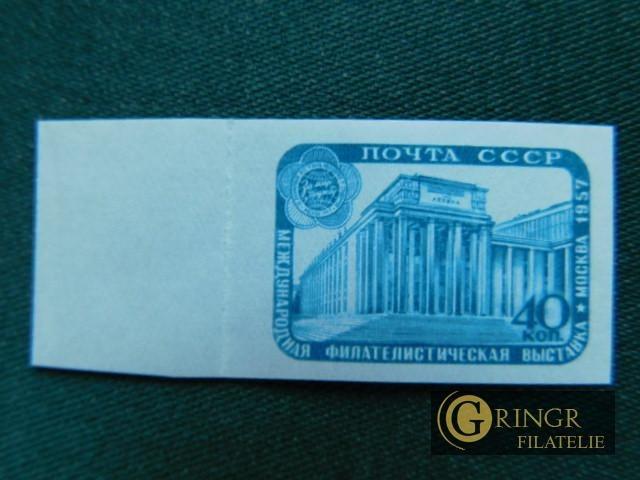 ПОЧТА СССР
МЕЖДУНАРОДНАЯ ФИЛАТЕЛИСТИЧЕСКАЯ ВЫСТАВКА ★ МОСКВА 1957
40
КОП
GRINGR
FILATELIE